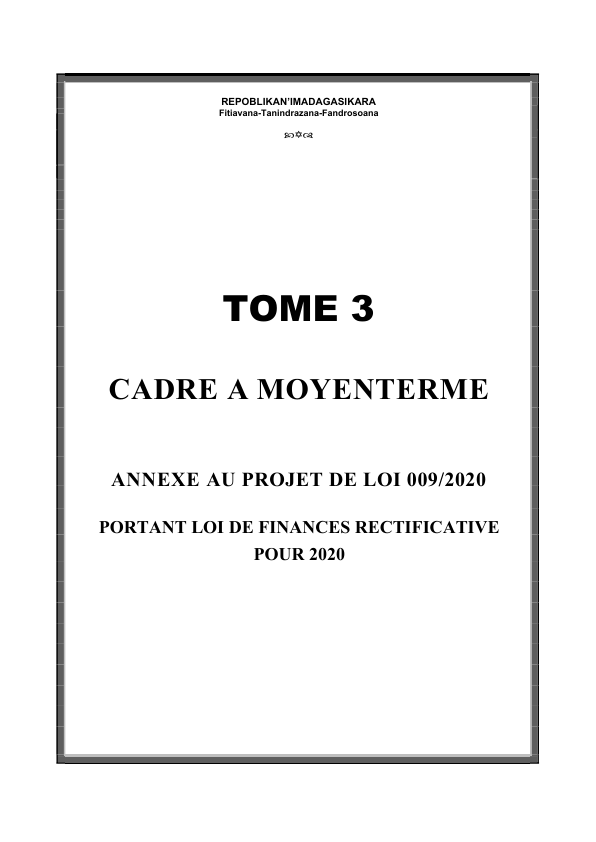 REPOBLIKAN'IMADAGASIKARA
Fitiavana-Tanindrazana-Fandrosoana
TOME 3
CADRE A MOYENTERME
ANNEXE AU PROJET DE LOI 009/2020
PORTANT LOI DE FINANCES RECTIFICATIVE
POUR 2020